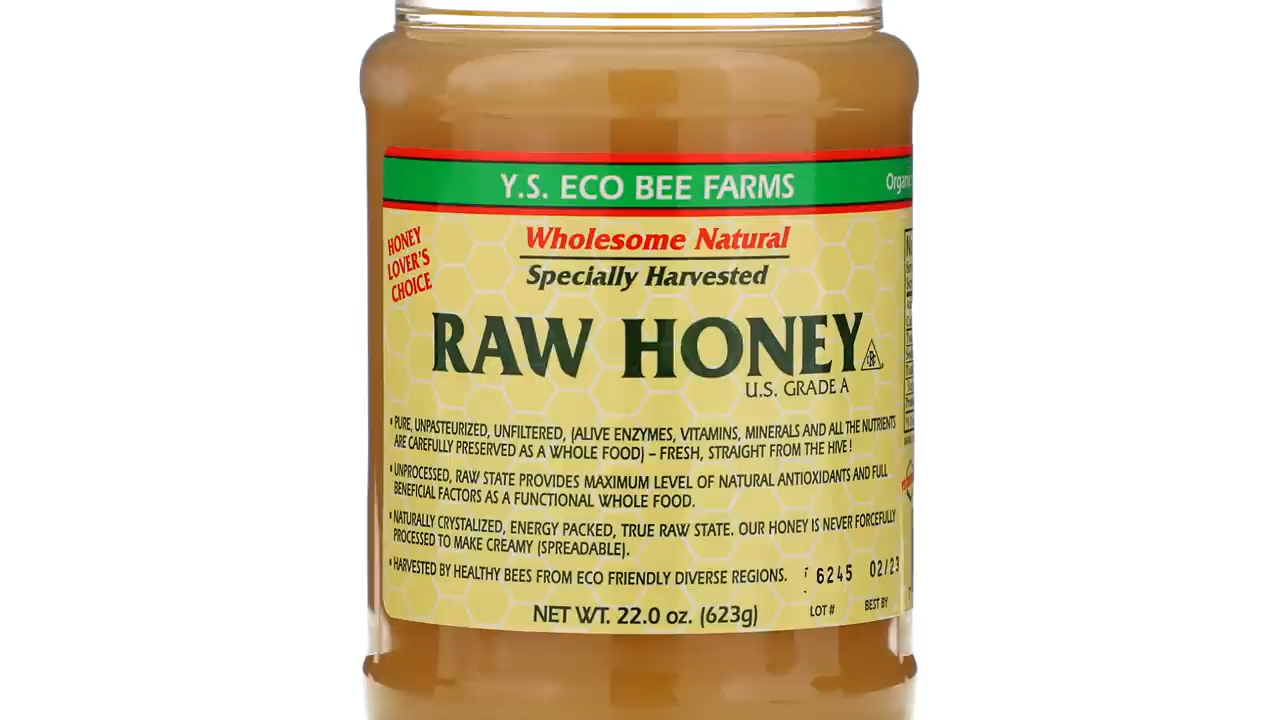 Y.S. ECO BEE FARMS
Organic
HONEY
LOVER'S
CHOICE
Wholesome Natural
Specially Harvested
RAW HONEY
U.S. GRADE A
• PURE, UNPASTEURIZED, UNFILTERED, (ALIVE ENZYMES, VITAMINS, MINERALS AND ALL THE NUTRIENTS
ARE CAREFULLY PRESERVED AS A WHOLE FOOD) – FRESH, STRAIGHT FROM THE HIVE!
• UNPROCESSED, RAW STATE PROVIDES MAXIMUM LEVEL OF NATURAL ANTIOXIDANTS AND FULL
BENEFICIAL FACTORS AS A FUNCTIONAL WHOLE FOOD.
• NATURALLY CRYSTALIZED, ENERGY PACKED, TRUE RAW STATE. OUR HONEY IS NEVER FORCEFULLY
PROCESSED TO MAKE CREAMY (SPREADABLE).
• HARVESTED BY HEALTHY BEES FROM ECO FRIENDLY DIVERSE REGIONS.
6245 02/23
LOT # BEST BY
NET WT. 22.0 oz. (623g)